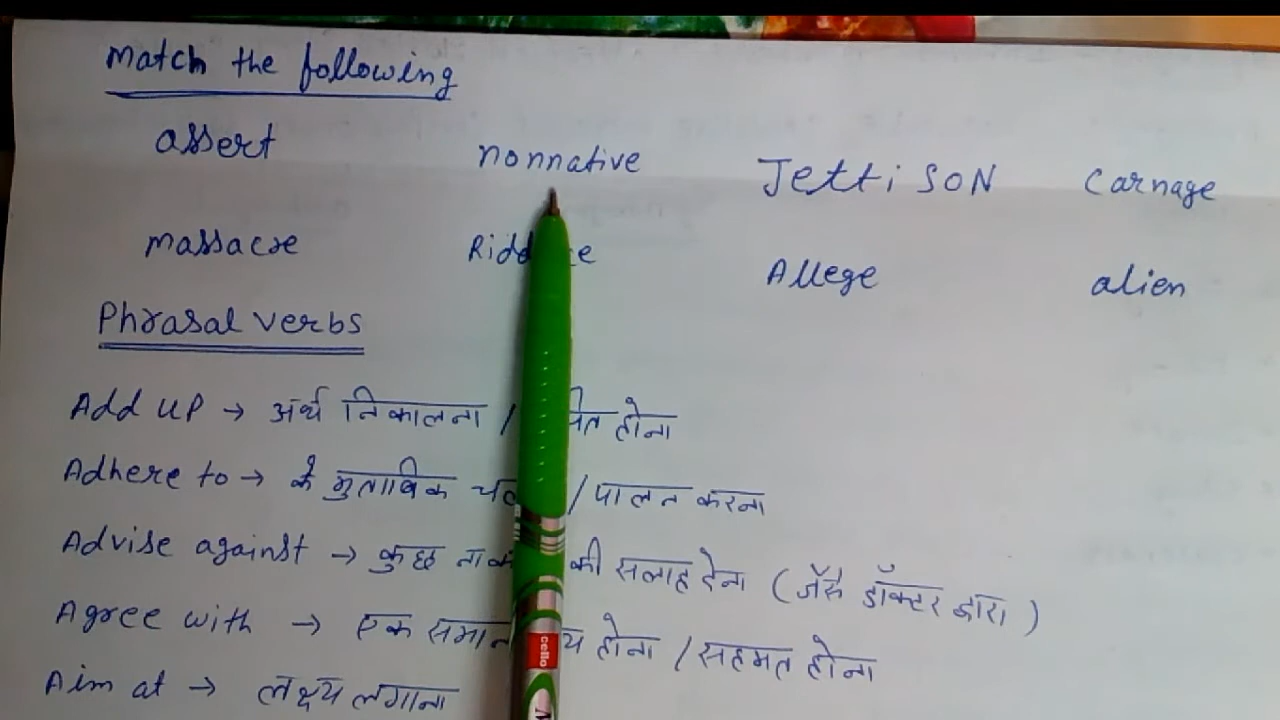 Match the following
assert nonnative JettiSON Carnage
massacre Allege alien
Phrasal verbs
Add up → अर्थ निकालना / होना
Adhere to → के मुताबिक / पालन करना
Advise against → कुछ की सलाह देना (जैसे डॉक्टर द्वारा)
Agree with → एक समान होना / सहमत होना
Aim at → लक्ष्य लगाना
cello